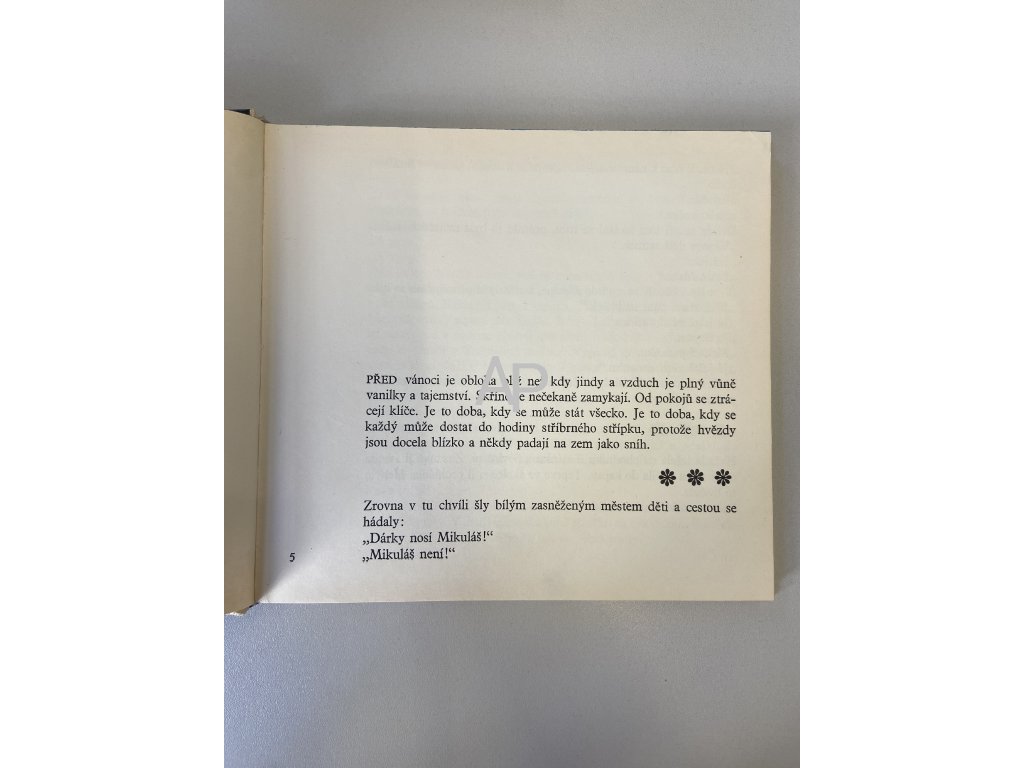 PŘED vánoci je obloha blíž než kdy jindy a vzduch je plný vůně
vanilky a tajemství. Skříně se nečekaně zamykají. Od pokojů se ztrá-
cejí klíče. Je to doba, kdy se může stát všecko. Je to doba, kdy se
každý může dostat do hodiny stříbrného střípku, protože hvězdy
jsou docela blízko a někdy padají na zem jako sníh.
Zrovna v tu chvíli šly bílým zasněženým městem děti a cestou se
hádaly:
„Dárky nosí Mikuláš!“
„Mikuláš není!“
5
AP